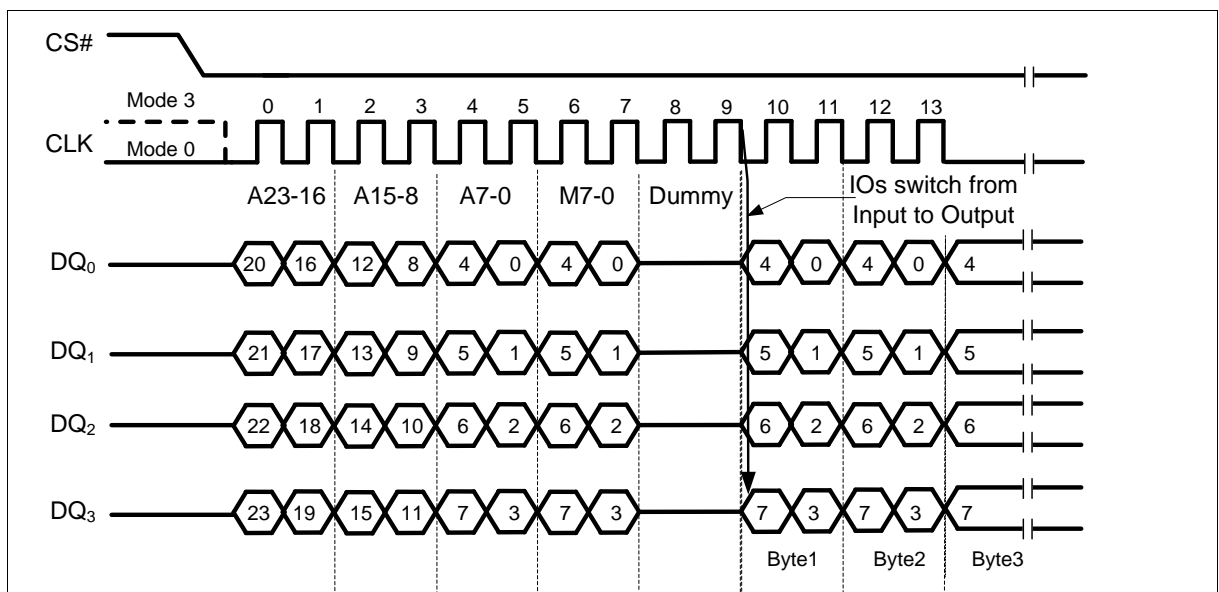 CS#
Mode 3
0 1 2 3 4 5 6 7 8 9 10 11 12 13
CLK
Mode 0
A23-16 A15-8 A7-0 M7-0 Dummy
IOs switch from
Input to Output
DQ0 20 16 12 8 4 0 4 0 4 0 4 0 4
DQ1 21 17 13 9 5 1 5 1 5 1 5 1 5
DQ2 22 18 14 10 6 2 6 2 6 2 6 2 6
DQ3 23 19 15 11 7 3 7 3 7 3 7 3 7
Byte1 Byte2 Byte3